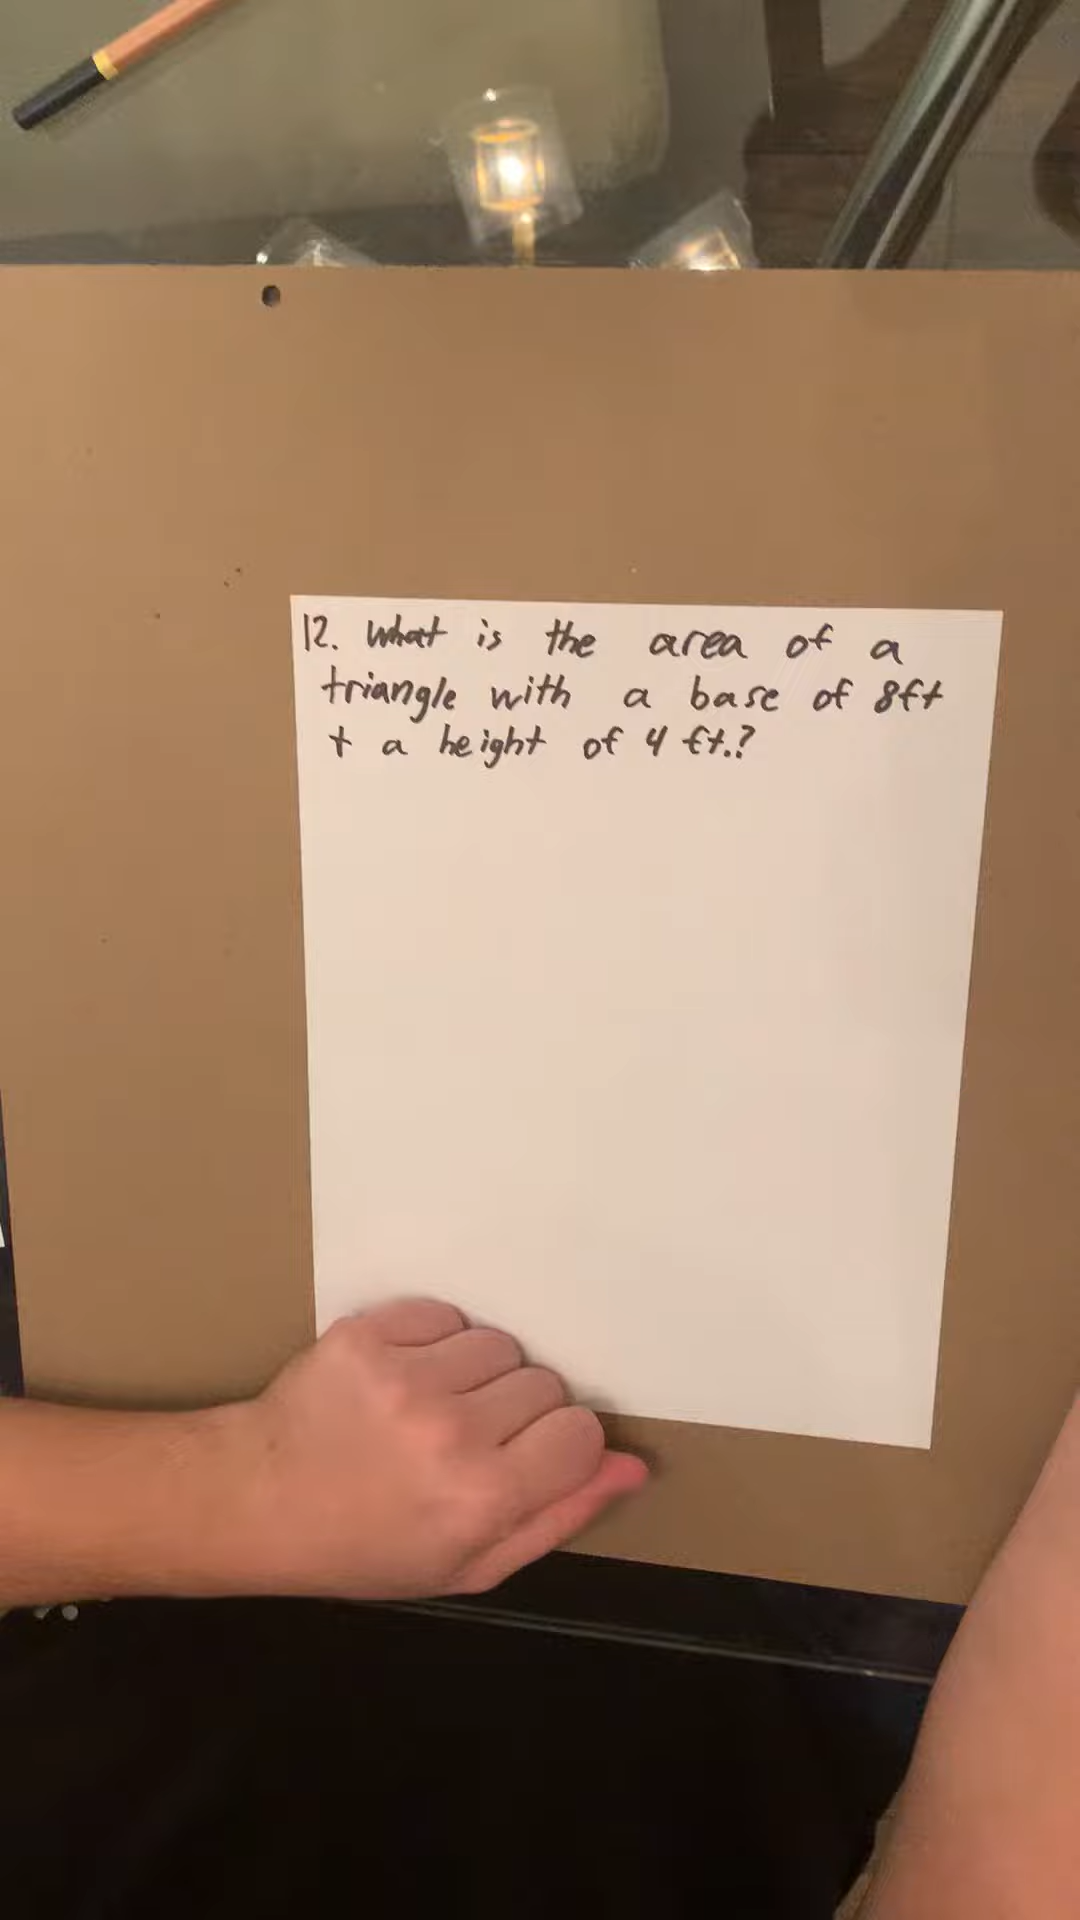 12. What is the area of a
triangle with a base of 8ft
+ a height of 4 ft.?